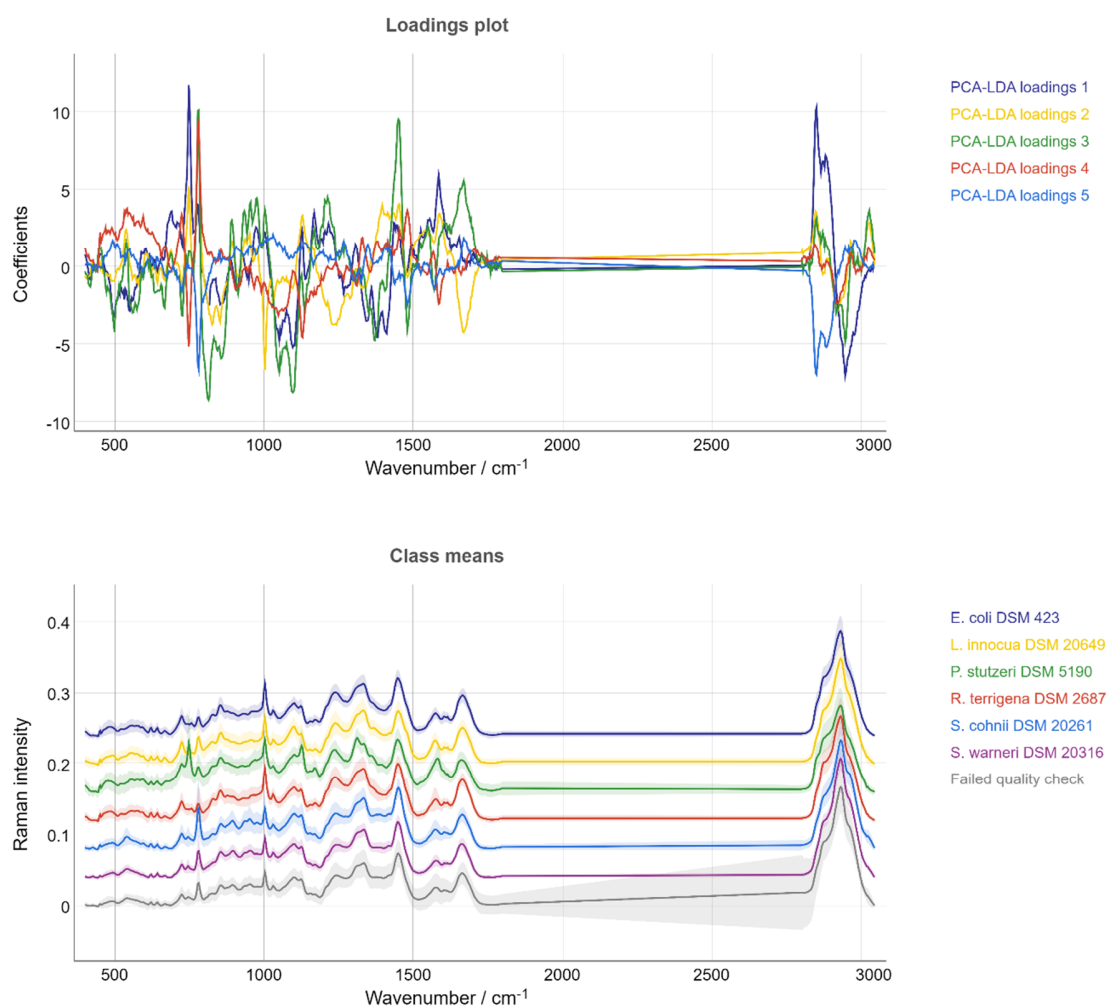 Loadings plot
Coefficients
10
5
0
-5
-10
500
1000
1500
2000
2500
3000
Wavenumber / cm-1
PCA-LDA loadings 1
PCA-LDA loadings 2
PCA-LDA loadings 3
PCA-LDA loadings 4
PCA-LDA loadings 5
Class means
Raman intensity
0.4
0.3
0.2
0.1
0
500
1000
1500
2000
2500
3000
Wavenumber / cm-1
E. coli DSM 423
L. innocua DSM 20649
P. stutzeri DSM 5190
R. terrigena DSM 2687
S. cohnii DSM 20261
S. warneri DSM 20316
Failed quality check